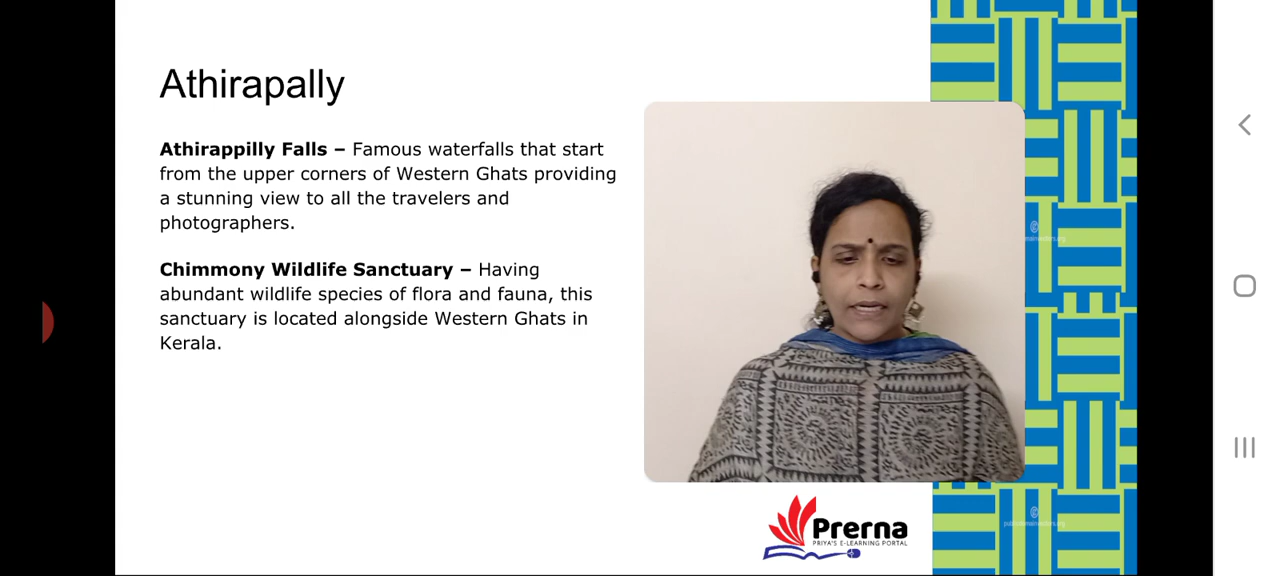 Athirapally
Athirappilly Falls – Famous waterfalls that start
from the upper corners of Western Ghats providing
a stunning view to all the travelers and
photographers.
Chimmony Wildlife Sanctuary – Having
abundant wildlife species of flora and fauna, this
sanctuary is located alongside Western Ghats in
Kerala.
Prerna
PRIYA'S E-LEARNING PORTAL